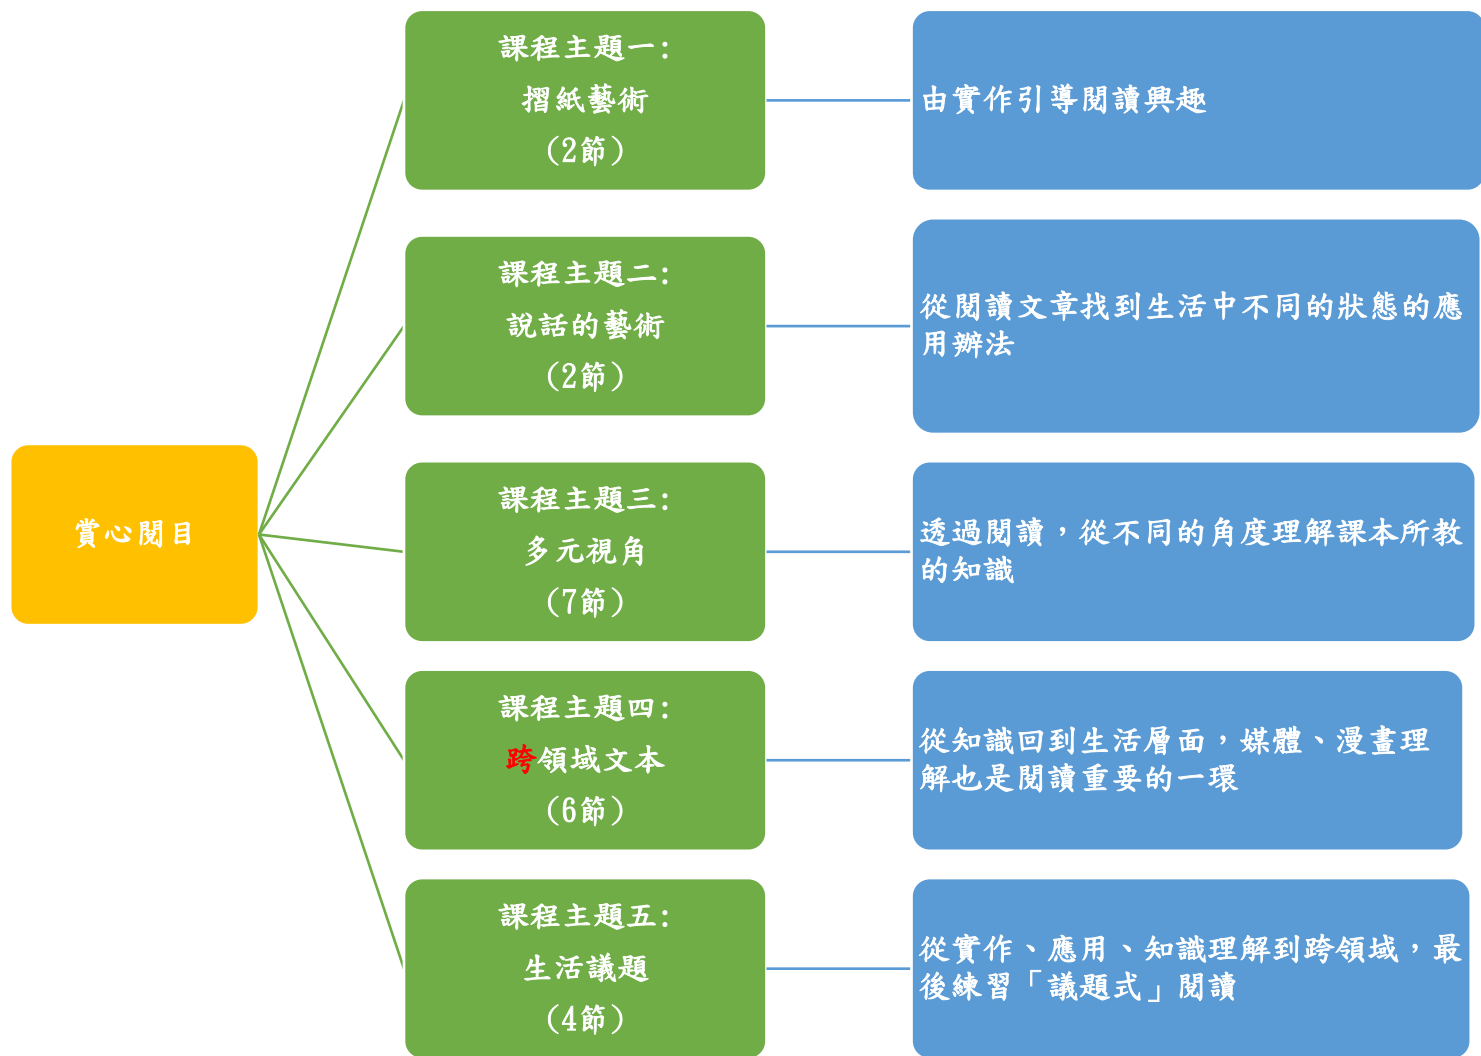 課程主題一:
摺紙藝術
(2節)
由實作引導閱讀興趣
課程主題二:
說話的藝術
(2節)
從閱讀文章找到生活中不同的狀態的應
用辦法
賞心閱目
課程主題三:
多元視角
(7節)
透過閱讀，從不同的角度理解課本所教
的知識
課程主題四:
跨領域文本
(6節)
從知識回到生活層面，媒體、漫畫理
解也是閱讀重要的一環
課程主題五:
生活議題
(4節)
從實作、應用、知識理解到跨領域，最
後練習「議題式」閱讀